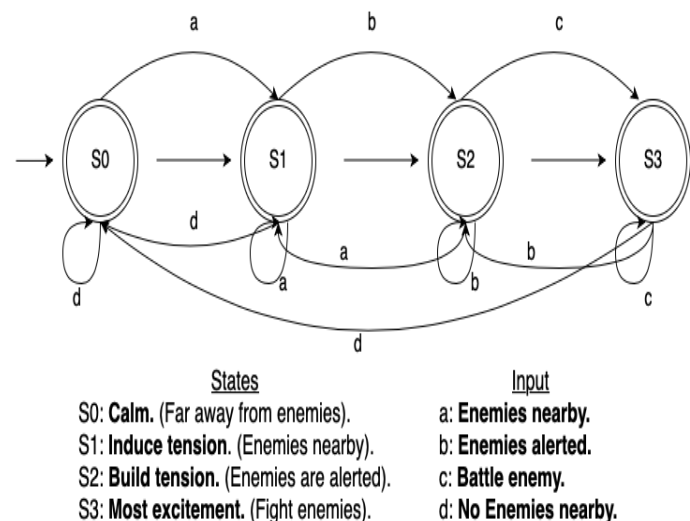 a b c
S0 S1 S2 S3
d
a b
d a b c
d
States Input
S0: Calm. (Far away from enemies). a: Enemies nearby.
S1: Induce tension. (Enemies nearby). b: Enemies alerted.
S2: Build tension. (Enemies are alerted). c: Battle enemy.
S3: Most excitement. (Fight enemies). d: No Enemies nearby.